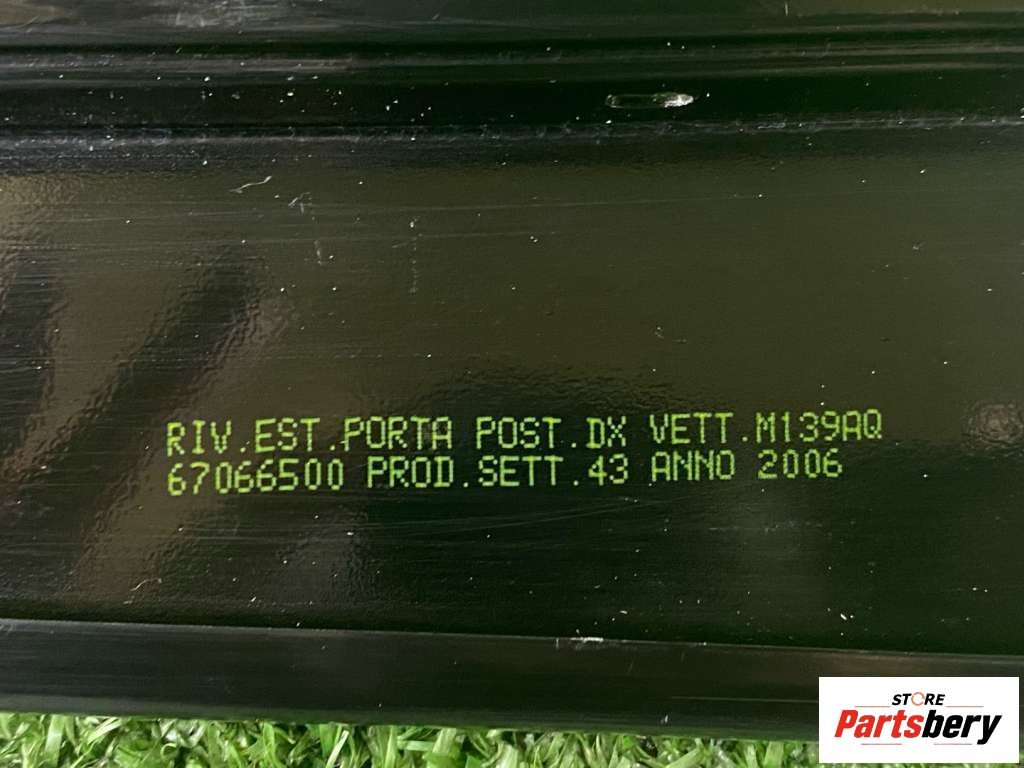 RIV.EST.PORTA POST.DX VETT.M139AQ
67066500 PROD.SETT.43 ANNO 2006
STORE
Partsbery